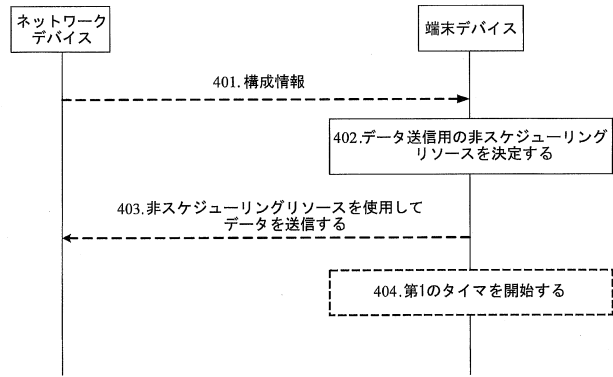 ネットワーク
デバイス
端末デバイス
401.構成情報
402.データ送信用の非スケジューリング
リソースを決定する
403.非スケジューリングリソースを使用して
データを送信する
404.第1のタイマを開始する